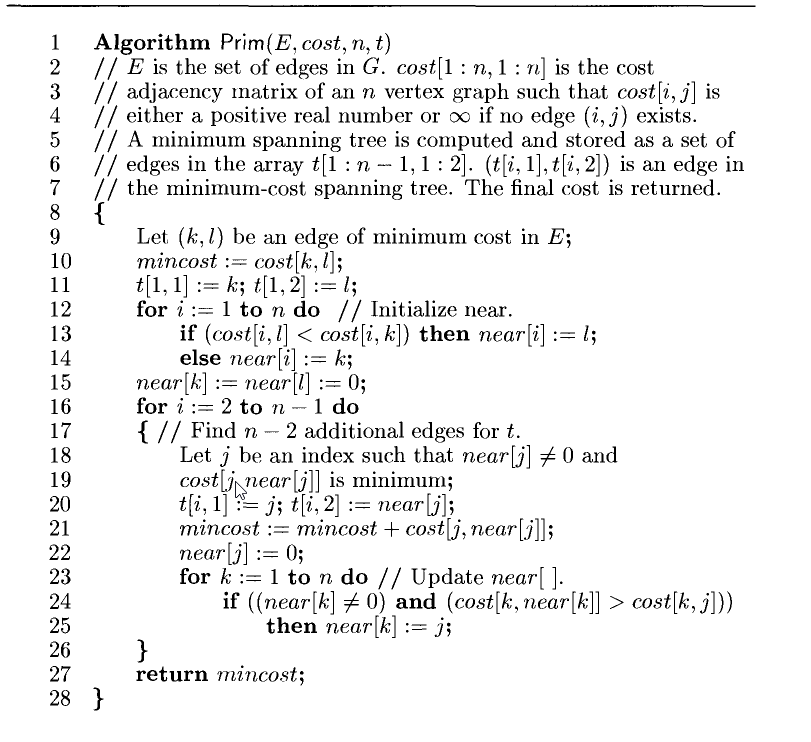 1 Algorithm Prim(E, cost, n, t)
2 // E is the set of edges in G. cost[1 : n, 1 : n] is the cost
3 // adjacency matrix of an n vertex graph such that cost[i, j] is
4 // either a positive real number or ∞ if no edge (i, j) exists.
5 // A minimum spanning tree is computed and stored as a set of
6 // edges in the array t[1 : n − 1, 1 : 2]. (t[i, 1], t[i, 2]) is an edge in
7 // the minimum-cost spanning tree. The final cost is returned.
8 {
9 Let (k, l) be an edge of minimum cost in E;
10 mincost := cost[k, l];
11 t[1, 1] := k; t[1, 2] := l;
12 for i := 1 to n do // Initialize near.
13 if (cost[i, l] < cost[i, k]) then near[i] := l;
14 else near[i] := k;
15 near[k] := near[l] := 0;
16 for i := 2 to n − 1 do
17 { // Find n − 2 additional edges for t.
18 Let j be an index such that near[j] ≠ 0 and
19 cost[j, near[j]] is minimum;
20 t[i, 1] := j; t[i, 2] := near[j];
21 mincost := mincost + cost[j, near[j]];
22 near[j] := 0;
23 for k := 1 to n do // Update near[ ].
24 if ((near[k] ≠ 0) and (cost[k, near[k]] > cost[k, j]))
25 then near[k] := j;
26 }
27 return mincost;
28 }